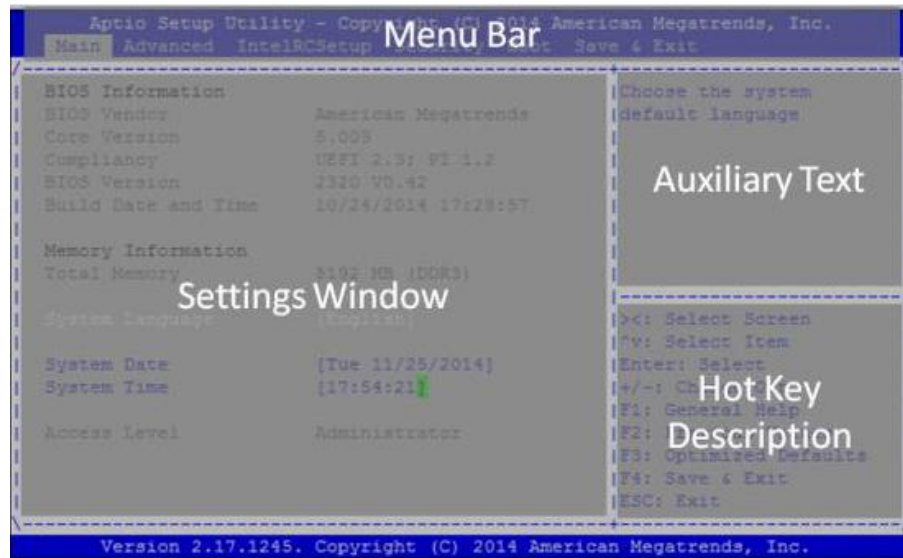 Aptio Setup Utility - Copyright (C) 2014 American Megatrends, Inc.
Main Advanced IntelRCSetup Boot Save & Exit
Menu Bar
BIOS Information
BIOS Vendor American Megatrends
Core Version 5.009
Compliancy UEFI 2.3; PI 1.2
BIOS Version 2320 V0.42
Build Date and Time 10/24/2014 17:28:57
Memory Information
Total Memory 8192 MB (DDR3)
Settings Window
System Language [English]
System Date [Tue 11/25/2014]
System Time [17:54:21]
Access Level Administrator
Choose the system
default language
Auxiliary Text
><: Select Screen
^v: Select Item
Enter: Select
+/-:
F1: General Help
F2:
F3: Optimized Defaults
F4: Save & Exit
ESC: Exit
Hot Key
Description
Version 2.17.1245. Copyright (C) 2014 American Megatrends, Inc.